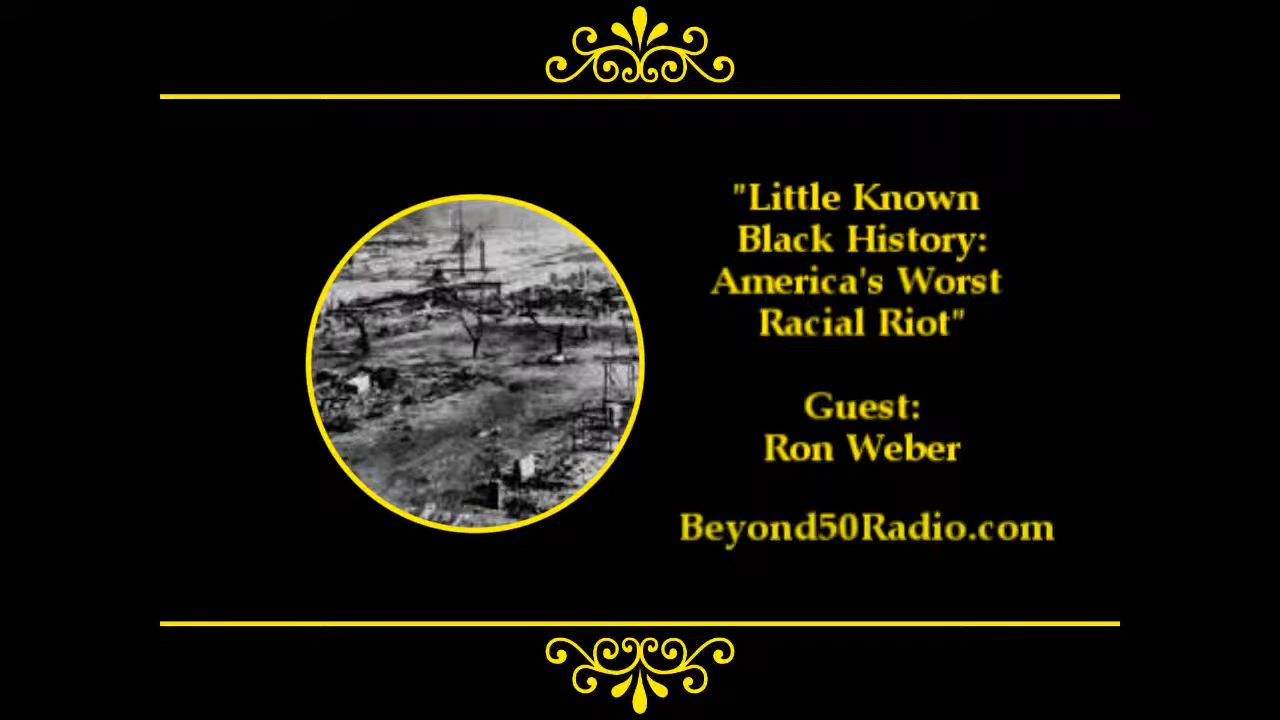 "Little Known
Black History:
America's Worst
Racial Riot"
Guest:
Ron Weber
Beyond50Radio.com